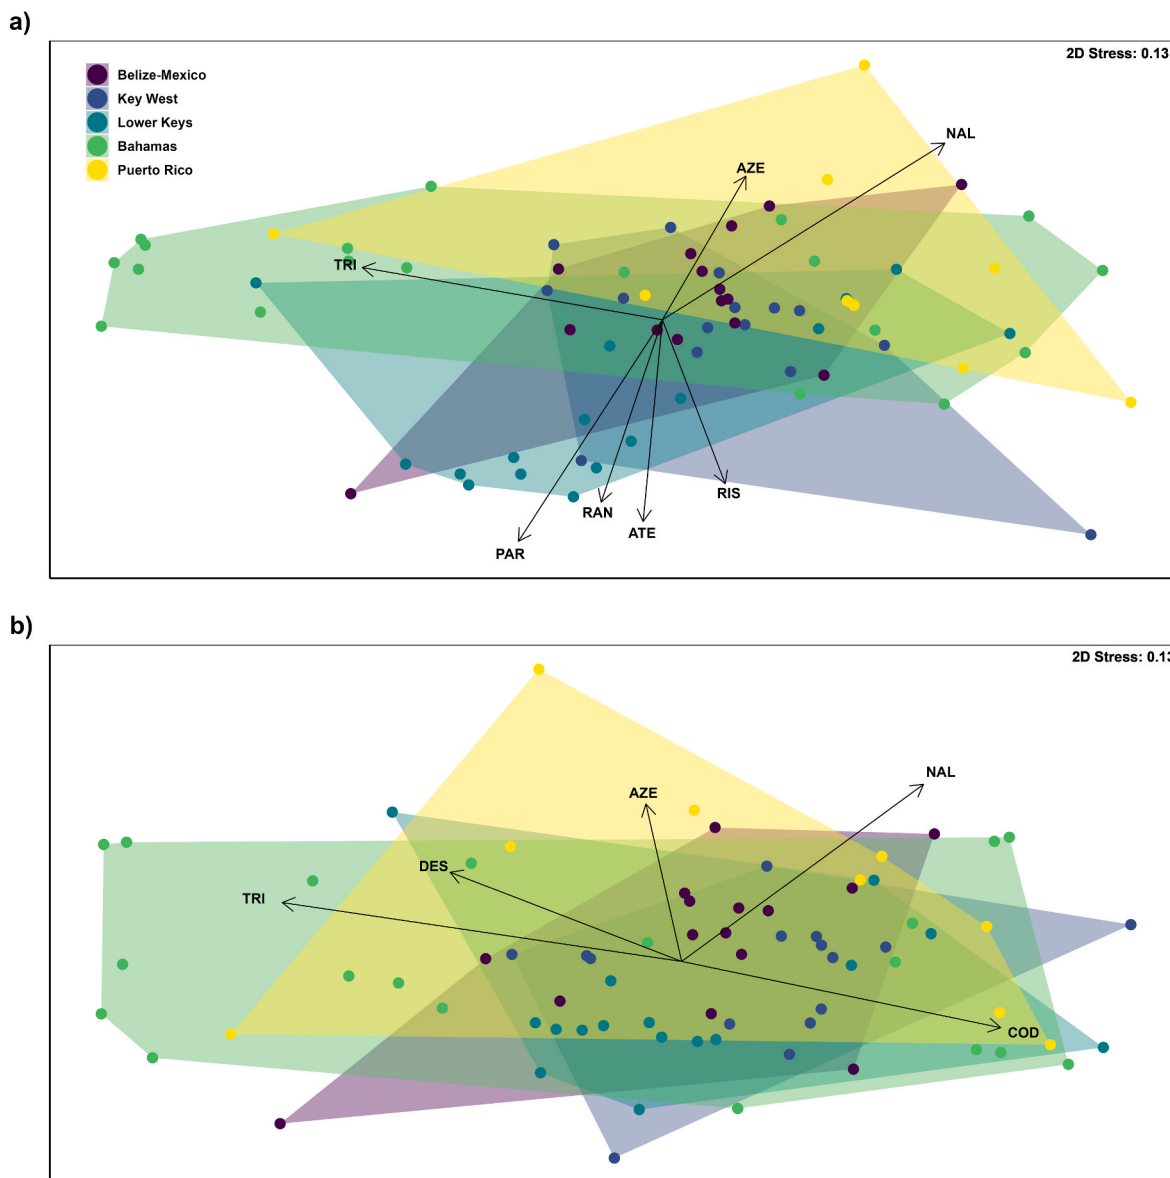 a)
2D Stress: 0.13
Belize-Mexico
Key West
Lower Keys
Bahamas
Puerto Rico
NAL
AZE
TRI
RIS
RAN
ATE
PAR
b)
2D Stress: 0.13
NAL
AZE
DES
TRI
COD